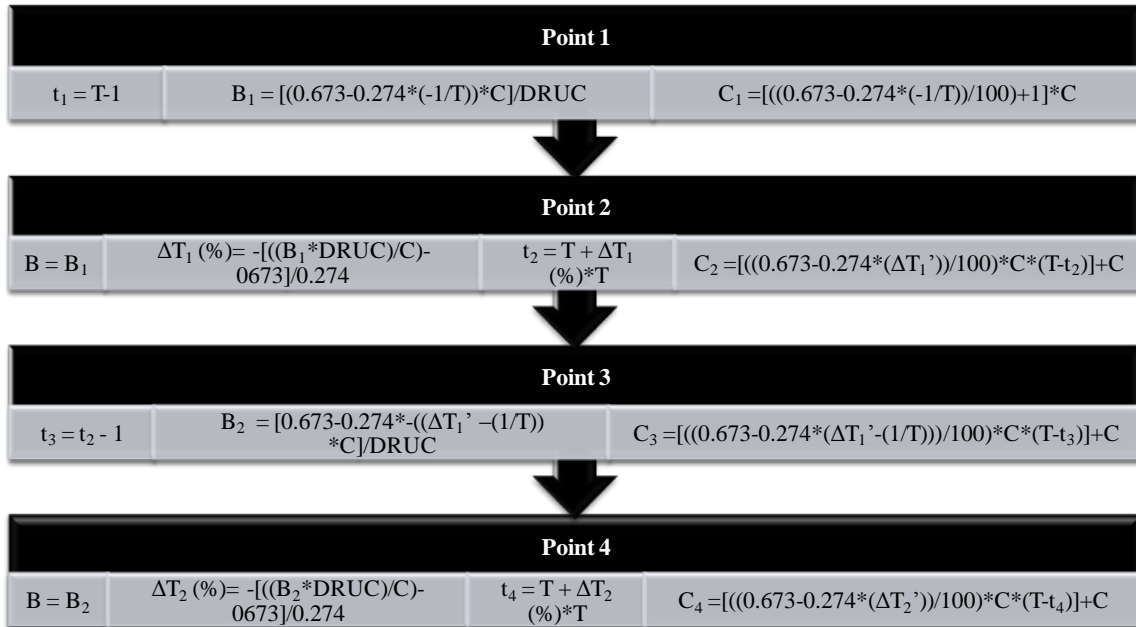 Point 1
t₁ = T-1
B₁ = [(0.673-0.274*(-1/T))*C]/DRUC
C₁ =[((0.673-0.274*(-1/T))/100)+1]*C
Point 2
B = B₁
ΔT₁ (%)= -[((B₁*DRUC)/C)-
0673]/0.274
t₂ = T + ΔT₁
(%)*T
C₂ =[((0.673-0.274*(ΔT₁’))/100)*C*(T-t₂)]+C
Point 3
t₃ = t₂ - 1
B₂ = [0.673-0.274*-((ΔT₁’ –(1/T))
*C]/DRUC
C₃ =[((0.673-0.274*(ΔT₁’-(1/T)))/100)*C*(T-t₃)]+C
Point 4
B = B₂
ΔT₂ (%)= -[((B₂*DRUC)/C)-
0673]/0.274
t₄ = T + ΔT₂
(%)*T
C₄=[((0.673-0.274*(ΔT₂’))/100)*C*(T-t₄)]+C